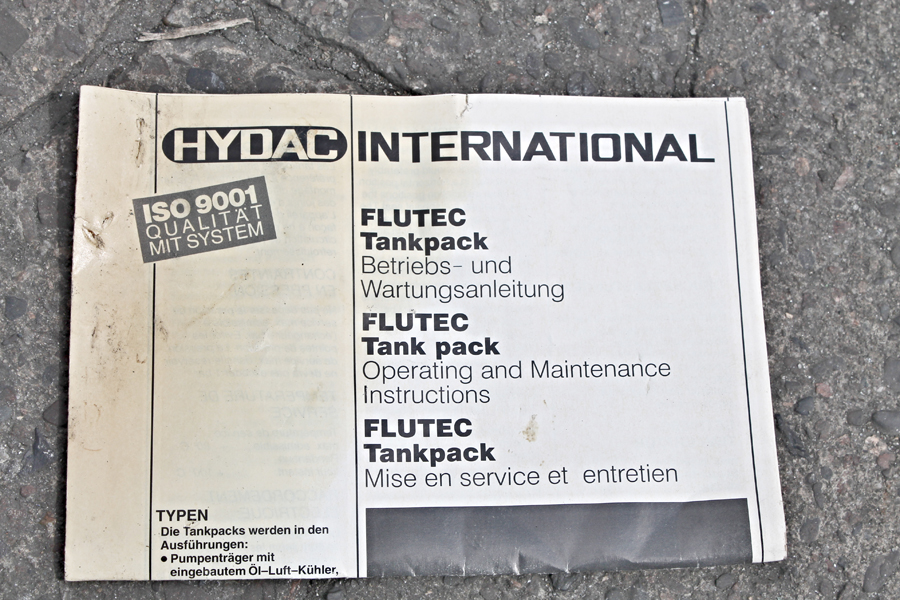 HYDAC INTERNATIONAL
ISO 9001
QUALITÄT
MIT SYSTEM
FLUTEC
Tankpack
Betriebs- und
Wartungsanleitung
FLUTEC
Tank pack
Operating and Maintenance
Instructions
FLUTEC
Tankpack
Mise en service et entretien
TYPEN
Die Tankpacks werden in den
Ausführungen:
• Pumpenträger mit
eingebautem Öl-Luft-Kühler,